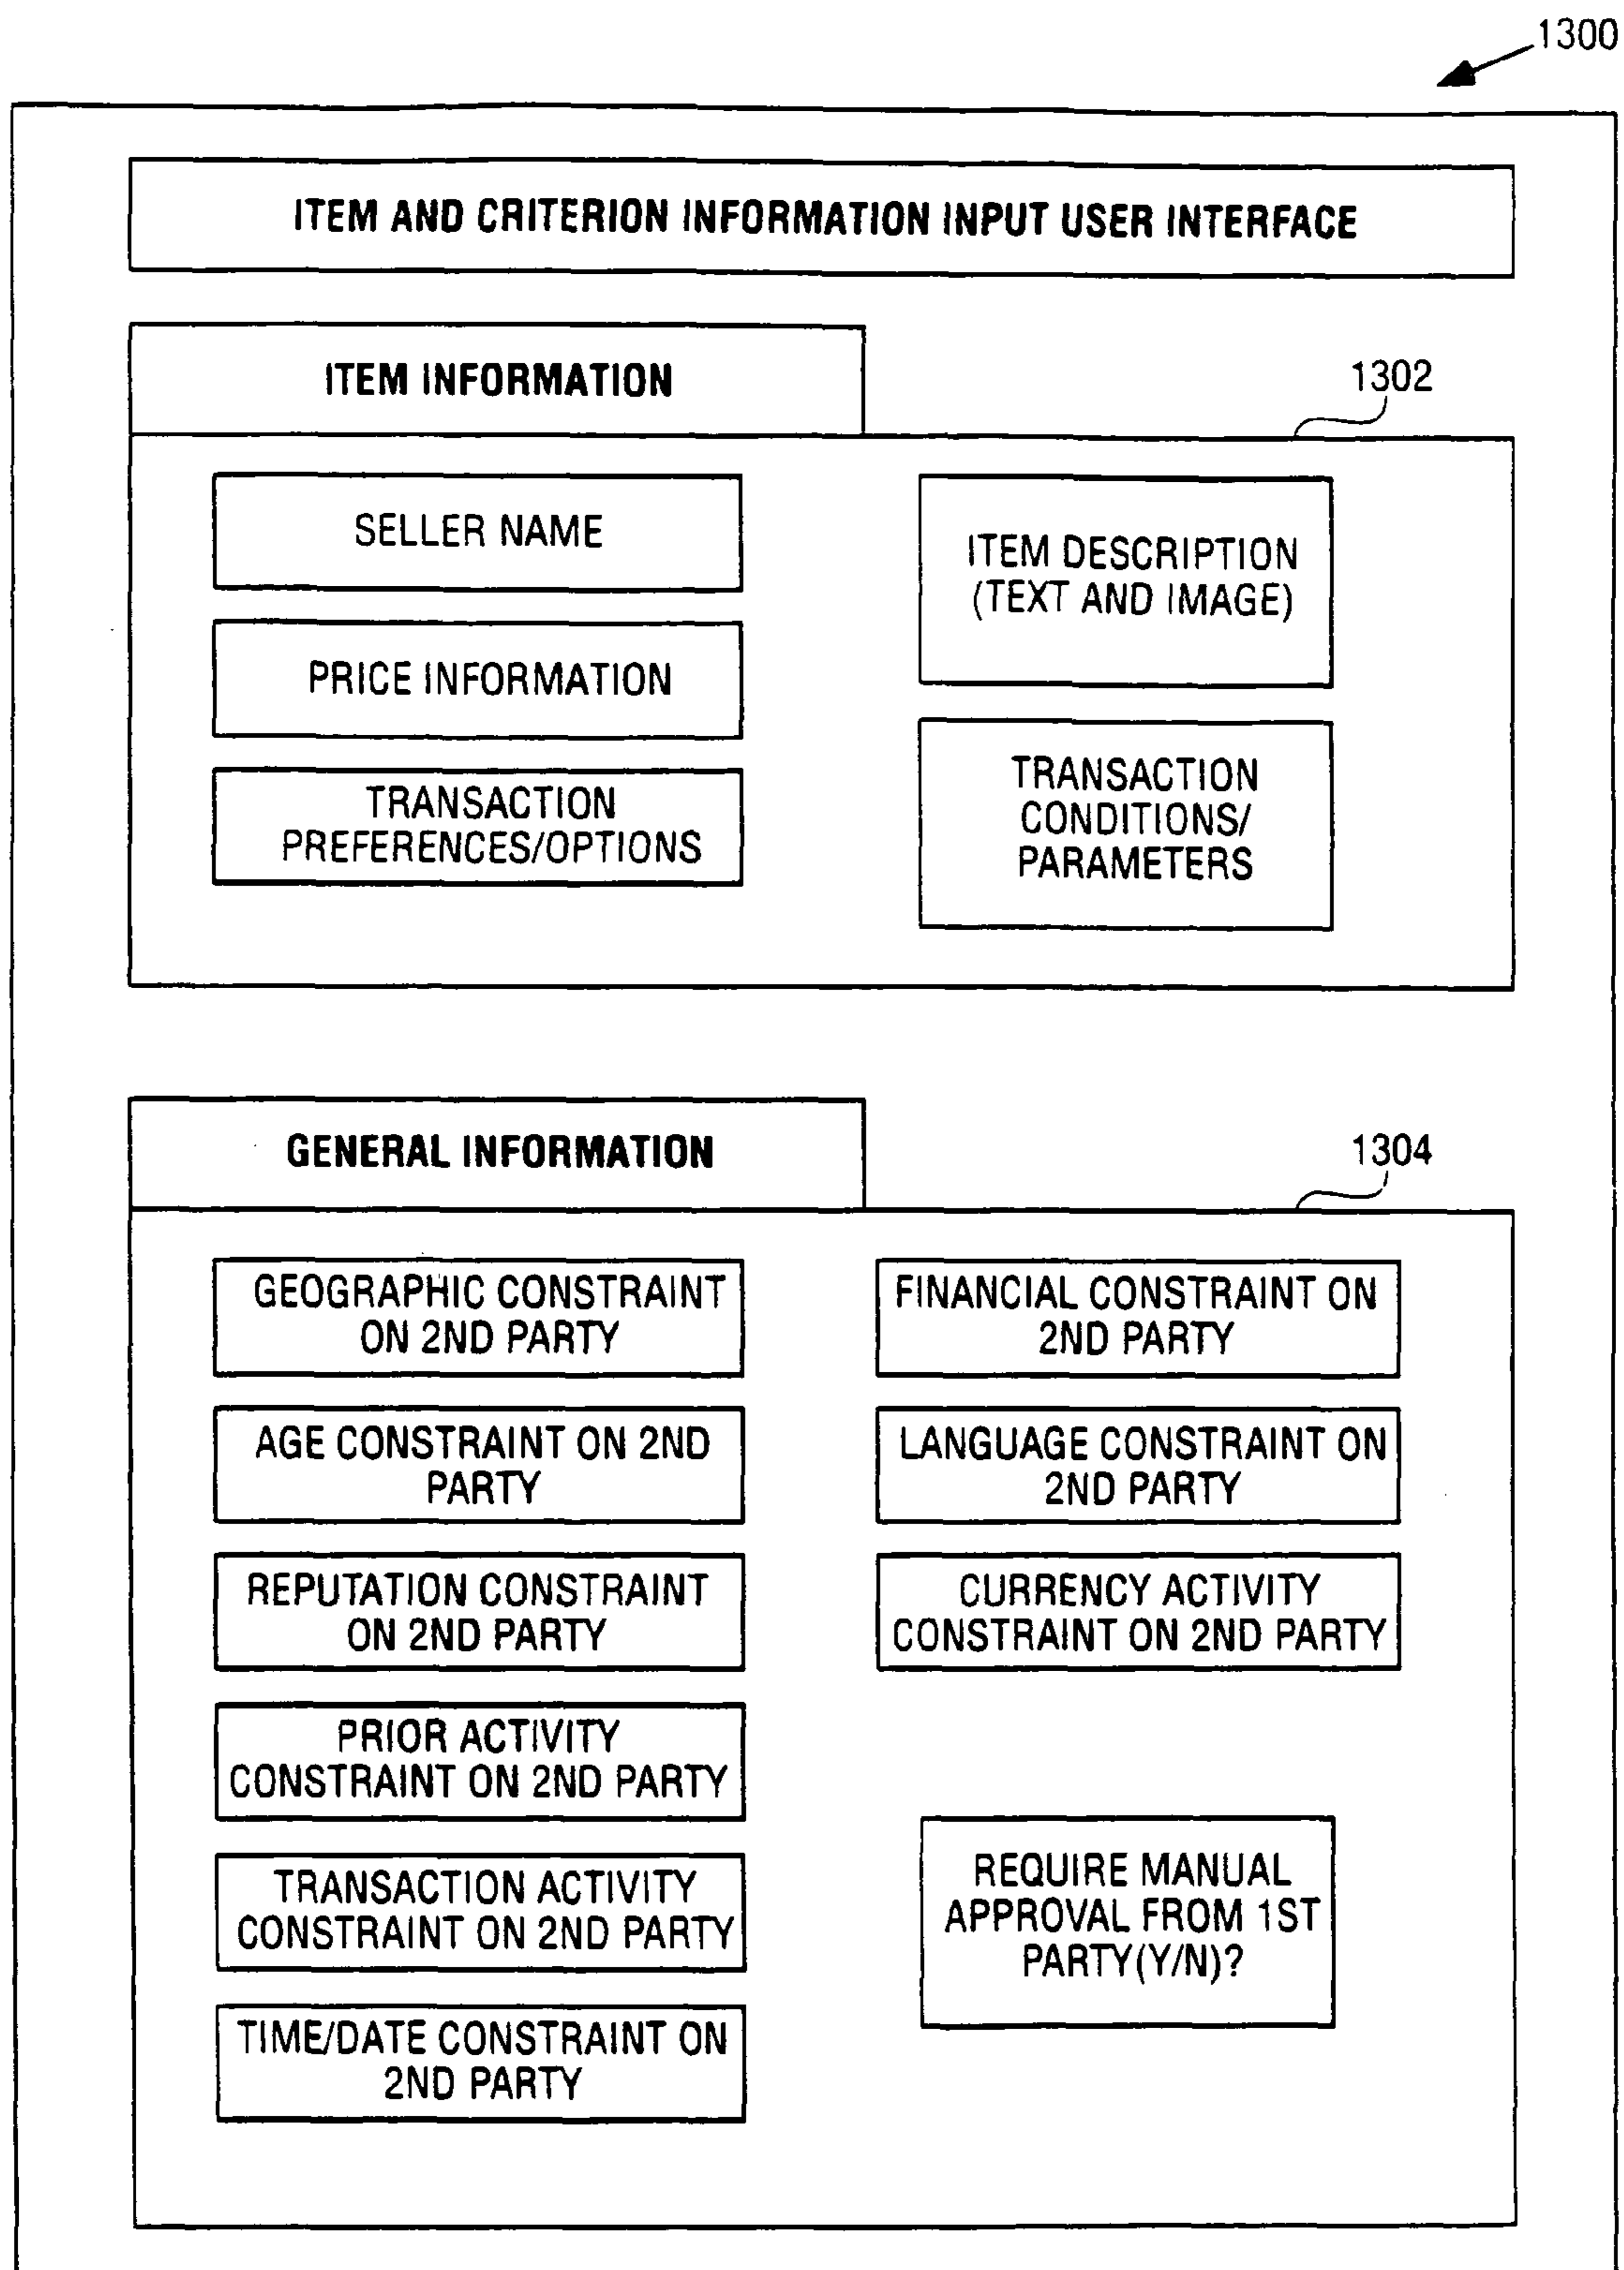 1300
ITEM AND CRITERION INFORMATION INPUT USER INTERFACE
ITEM INFORMATION
1302
SELLER NAME
PRICE INFORMATION
TRANSACTION
PREFERENCES/OPTIONS
ITEM DESCRIPTION
(TEXT AND IMAGE)
TRANSACTION
CONDITIONS/
PARAMETERS
GENERAL INFORMATION
1304
GEOGRAPHIC CONSTRAINT
ON 2ND PARTY
AGE CONSTRAINT ON 2ND
PARTY
REPUTATION CONSTRAINT
ON 2ND PARTY
PRIOR ACTIVITY
CONSTRAINT ON 2ND PARTY
TRANSACTION ACTIVITY
CONSTRAINT ON 2ND PARTY
TIME/DATE CONSTRAINT ON
2ND PARTY
FINANCIAL CONSTRAINT ON
2ND PARTY
LANGUAGE CONSTRAINT ON
2ND PARTY
CURRENCY ACTIVITY
CONSTRAINT ON 2ND PARTY
REQUIRE MANUAL
APPROVAL FROM 1ST
PARTY(Y/N)?